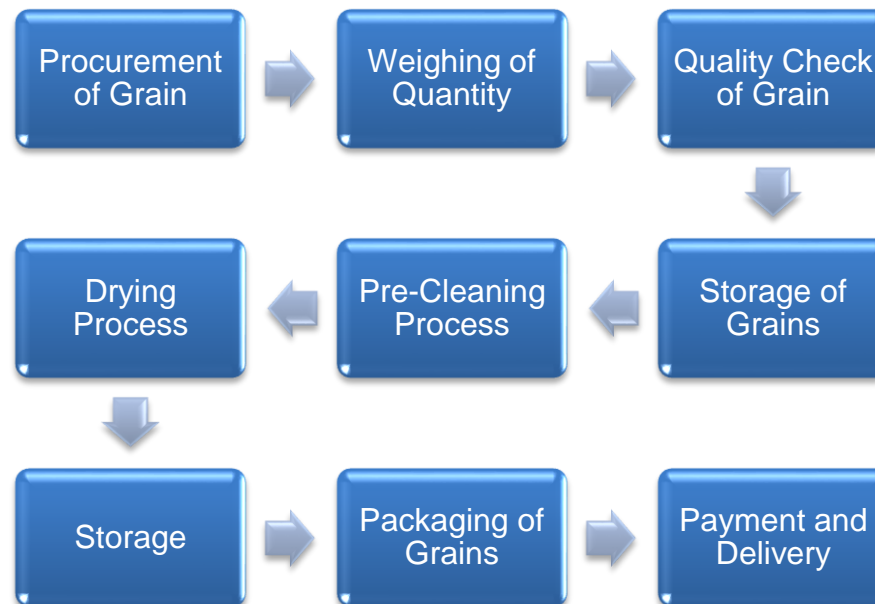 Procurement
of Grain
Weighing of
Quantity
Quality Check
of Grain
Storage of
Grains
Pre-Cleaning
Process
Drying
Process
Storage
Packaging of
Grains
Payment and
Delivery